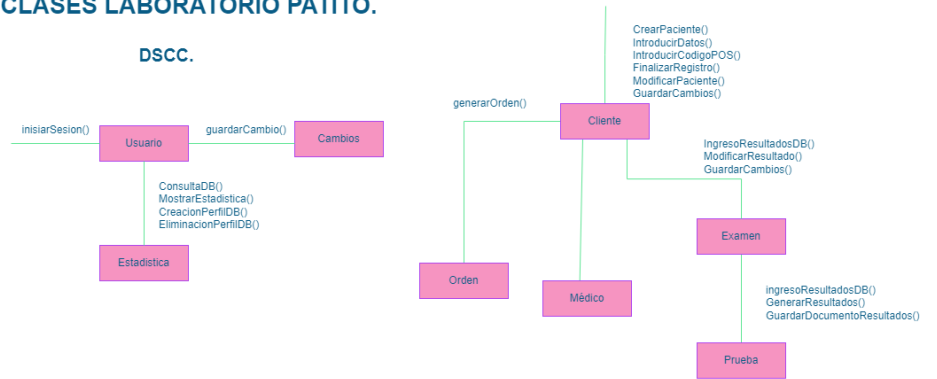 CLASES LABORATORIO PATITO.
DSCC.
inisiarSesion()
Usuario
guardarCambio()
Cambios
ConsultaDB()
MostrarEstadistica()
CreacionPerfilDB()
EliminacionPerfilDB()
Estadistica
CrearPaciente()
IntroducirDatos()
IntroducirCodigoPOS()
FinalizarRegistro()
ModificarPaciente()
GuardarCambios()
generarOrden()
Cliente
IngresoResultadosDB()
ModificarResultado()
GuardarCambios()
Examen
Orden
Médico
ingresoResultadosDB()
GenerarResultados()
GuardarDocumentoResultados()
Prueba